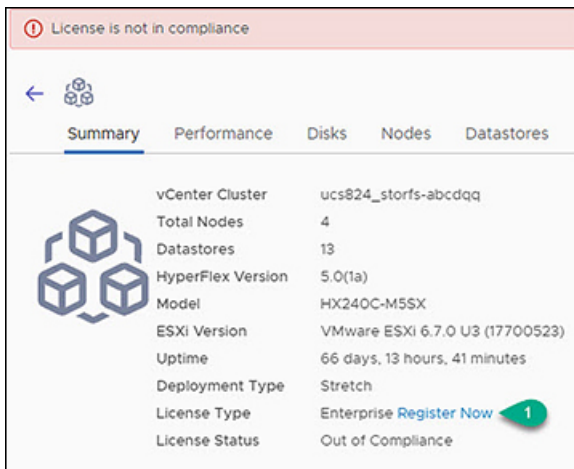 License is not in compliance
Summary Performance Disks Nodes Datastores
vCenter Cluster ucs824_storfs-abcdqq
Total Nodes 4
Datastores 13
HyperFlex Version 5.0(1a)
Model HX240C-M5SX
ESXi Version VMware ESXi 6.7.0 U3 (17700523)
Uptime 66 days, 13 hours, 41 minutes
Deployment Type Stretch
License Type Enterprise Register Now 1
License Status Out of Compliance